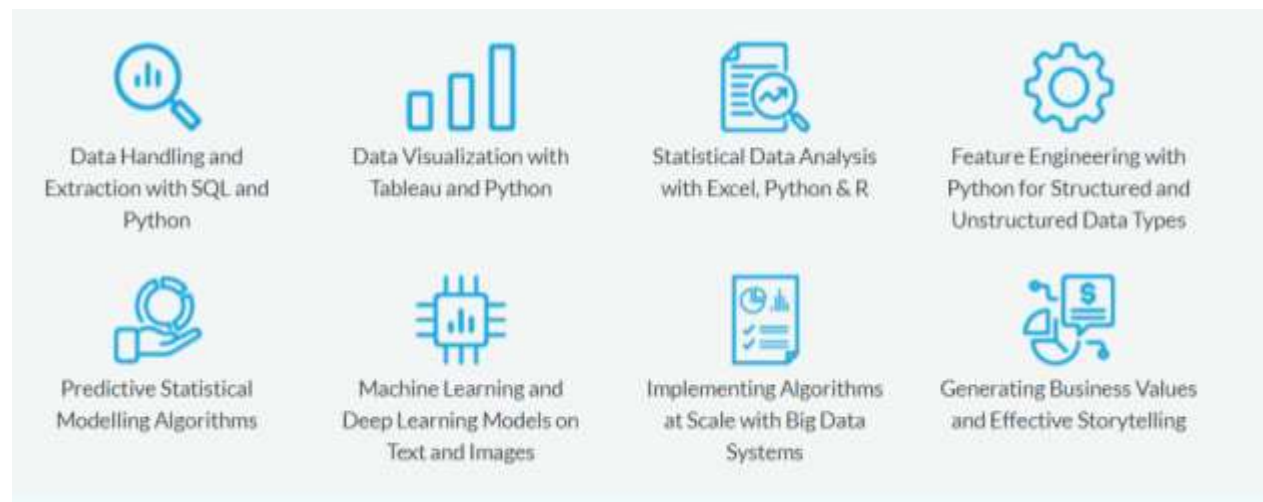 Data Handling and
Extraction with SQL and
Python
Data Visualization with
Tableau and Python
Statistical Data Analysis
with Excel, Python & R
Feature Engineering with
Python for Structured and
Unstructured Data Types
Predictive Statistical
Modelling Algorithms
Machine Learning and
Deep Learning Models on
Text and Images
Implementing Algorithms
at Scale with Big Data
Systems
$
Generating Business Values
and Effective Storytelling